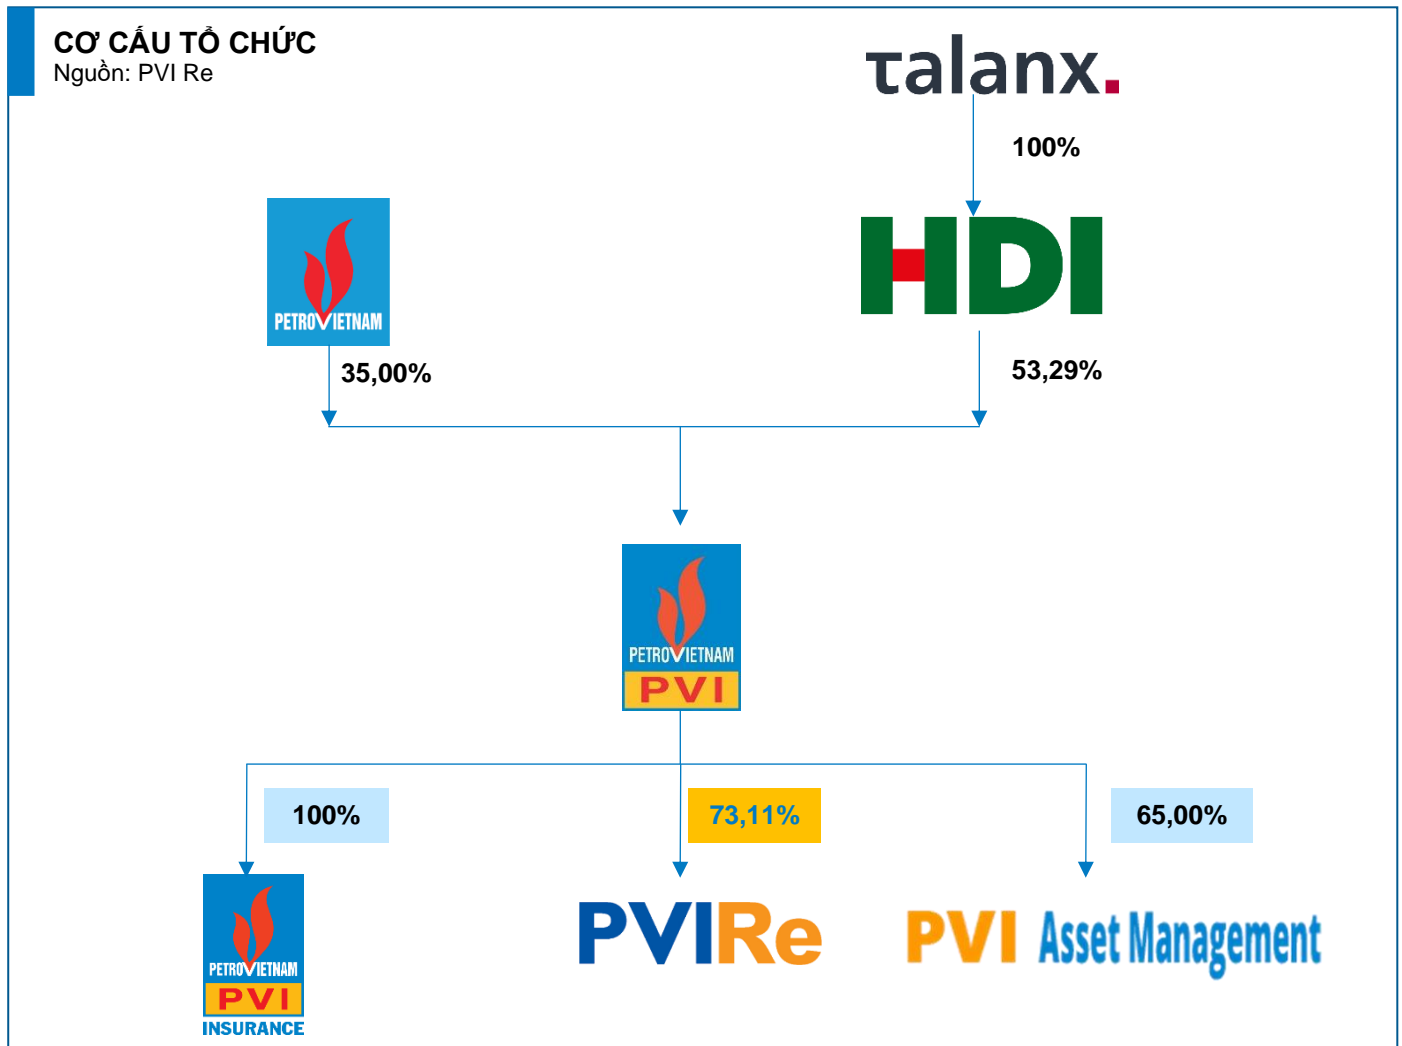 CƠ CẤU TỔ CHỨC
Nguồn: PVI Re
talanx.
100%
HDI
PETROVIETNAM
35,00%
53,29%
PETROVIETNAM
PVI
100%
73,11%
65,00%
PETROVIETNAM
PVI
INSURANCE
PVIRe
PVI Asset Management